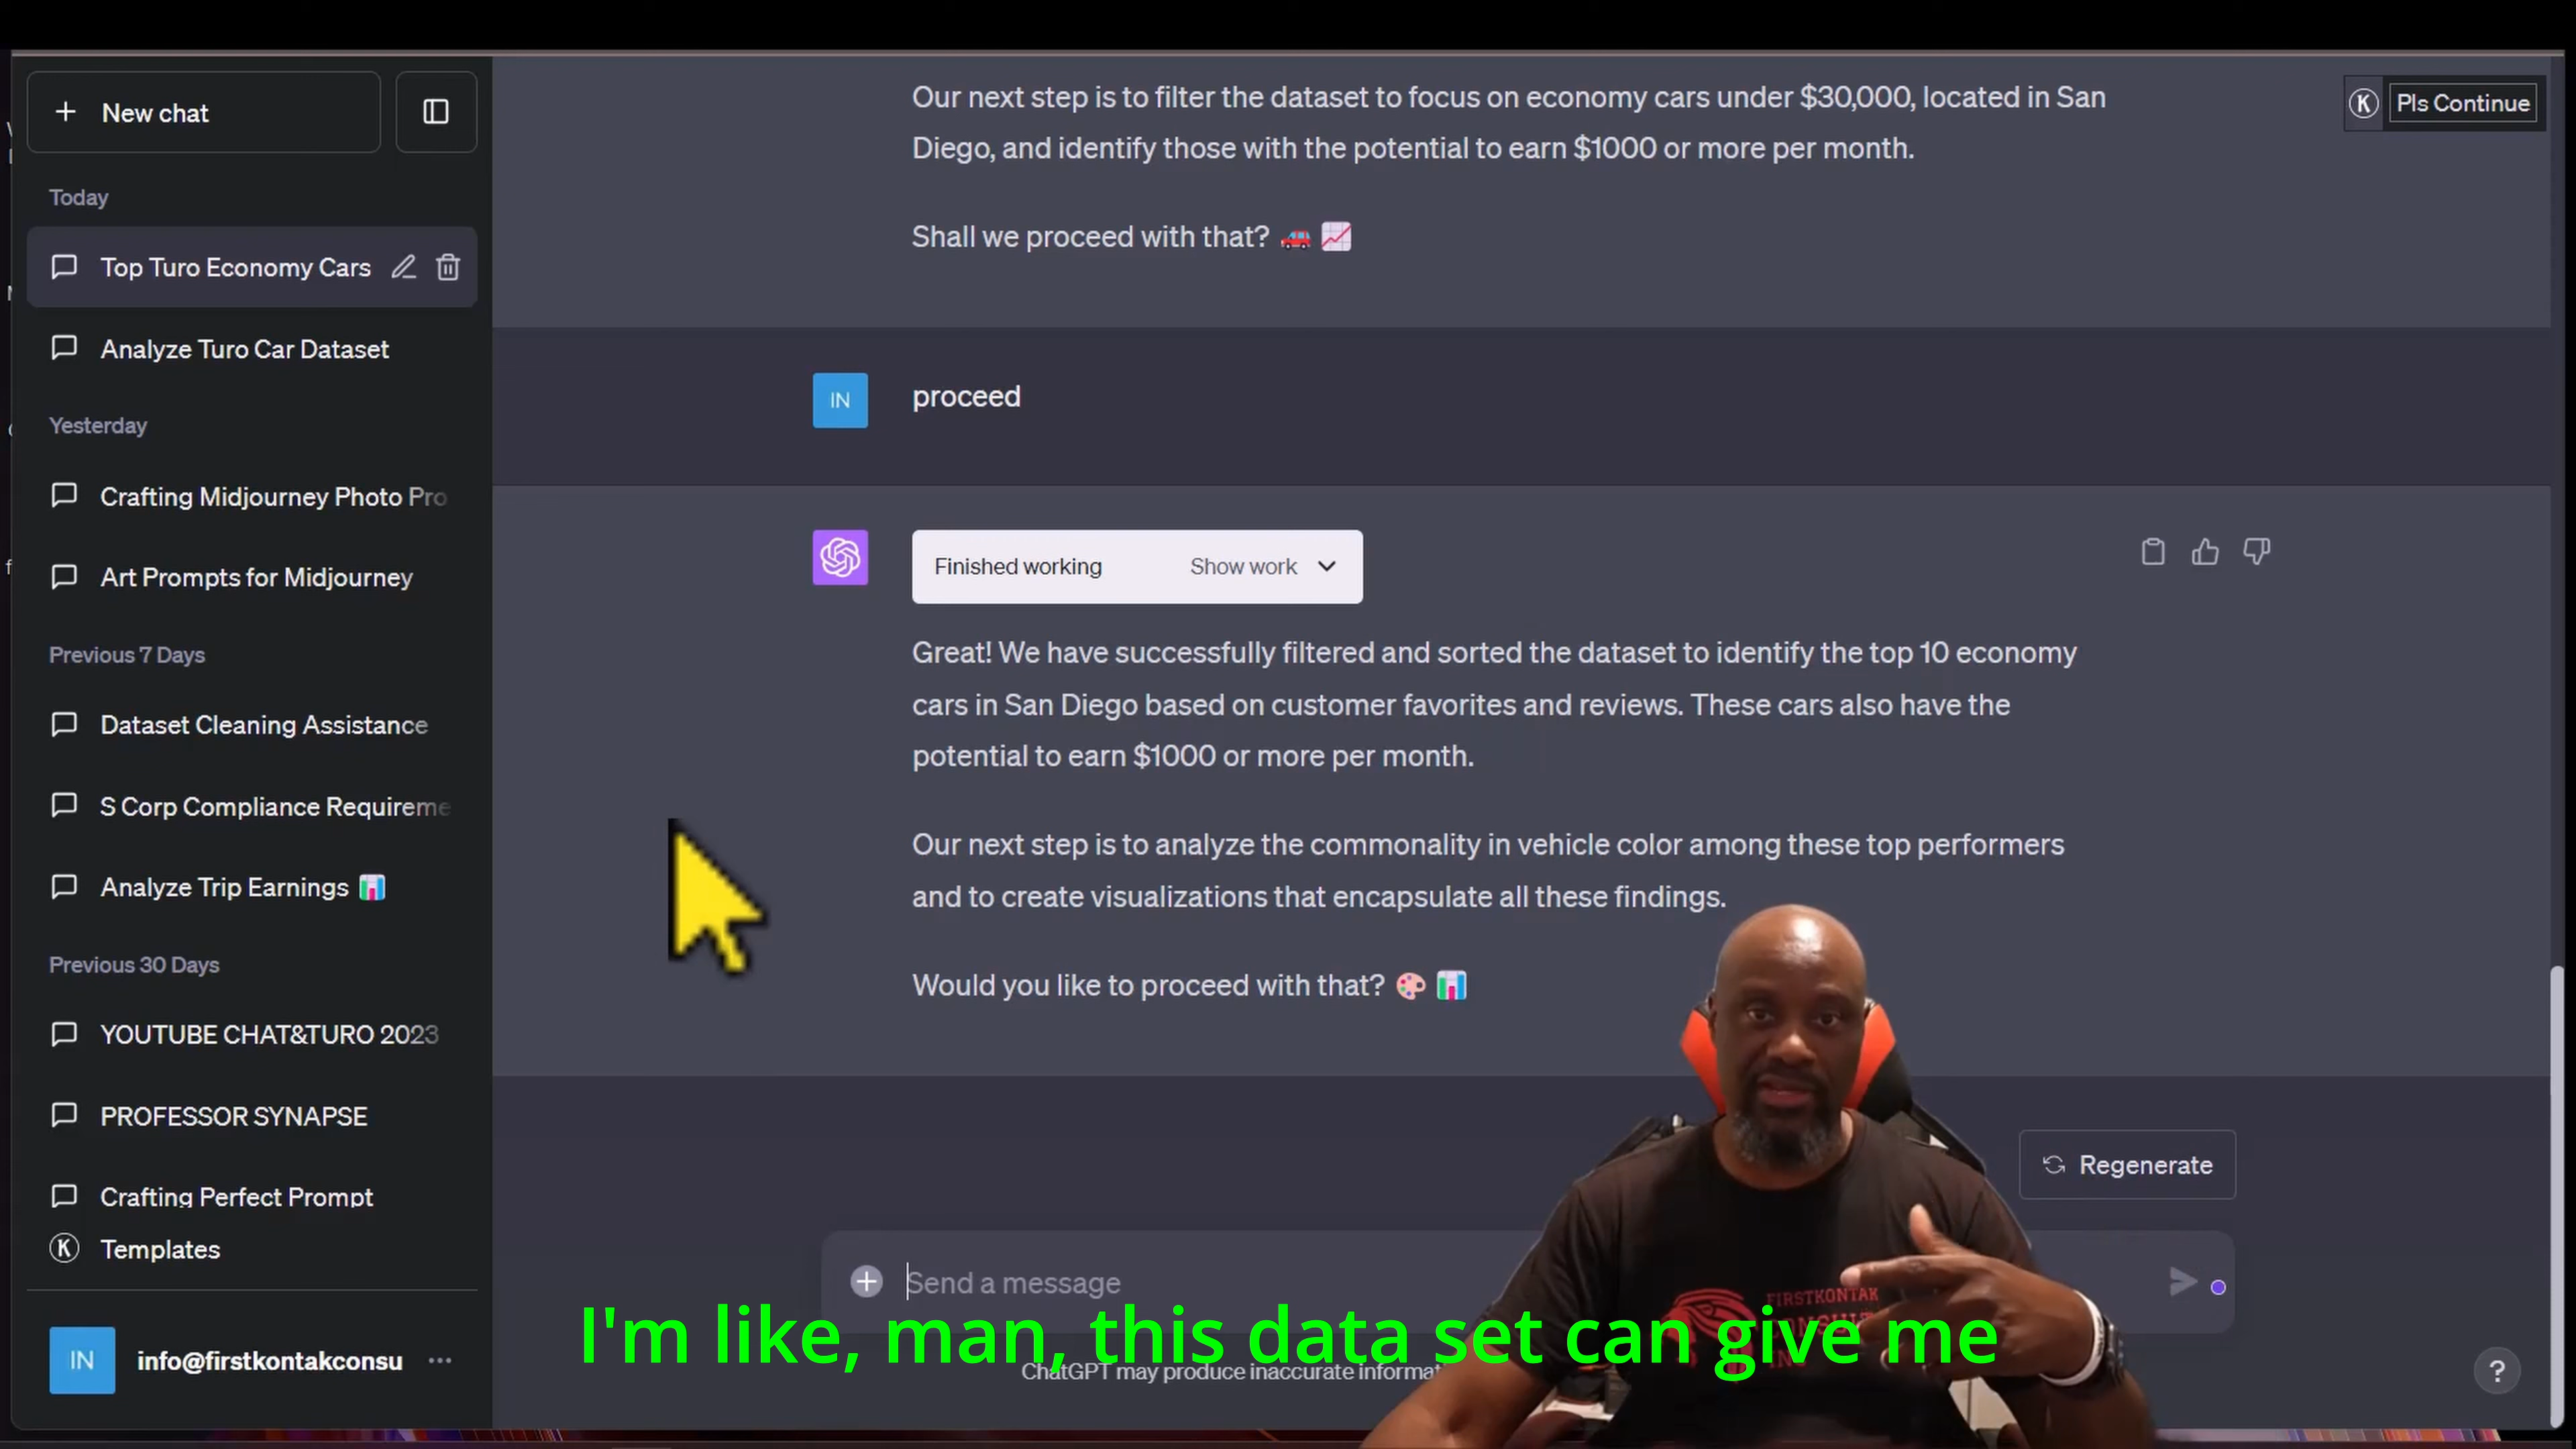 New chat
Today
Top Turo Economy Cars
Analyze Turo Car Dataset
Yesterday
Crafting Midjourney Photo Pro
Art Prompts for Midjourney
Previous 7 Days
Dataset Cleaning Assistance
S Corp Compliance Requireme
Analyze Trip Earnings 📊
Previous 30 Days
YOUTUBE CHAT&TURO 2023
PROFESSOR SYNAPSE
Crafting Perfect Prompt
K Templates
IN info@firstkontakconsu ...
Our next step is to filter the dataset to focus on economy cars under $30,000, located in San
Diego, and identify those with the potential to earn $1000 or more per month.
Shall we proceed with that? 🚗 📈
K Pls Continue
IN proceed
Finished working Show work
Great! We have successfully filtered and sorted the dataset to identify the top 10 economy
cars in San Diego based on customer favorites and reviews. These cars also have the
potential to earn $1000 or more per month.
Our next step is to analyze the commonality in vehicle color among these top performers
and to create visualizations that encapsulate all these findings.
Would you like to proceed with that? 🎨 📊
Regenerate
Send a message
FIRSTKONTAK
I'm like, man, this data set can give me
ChatGPT may produce inaccurate informat
?